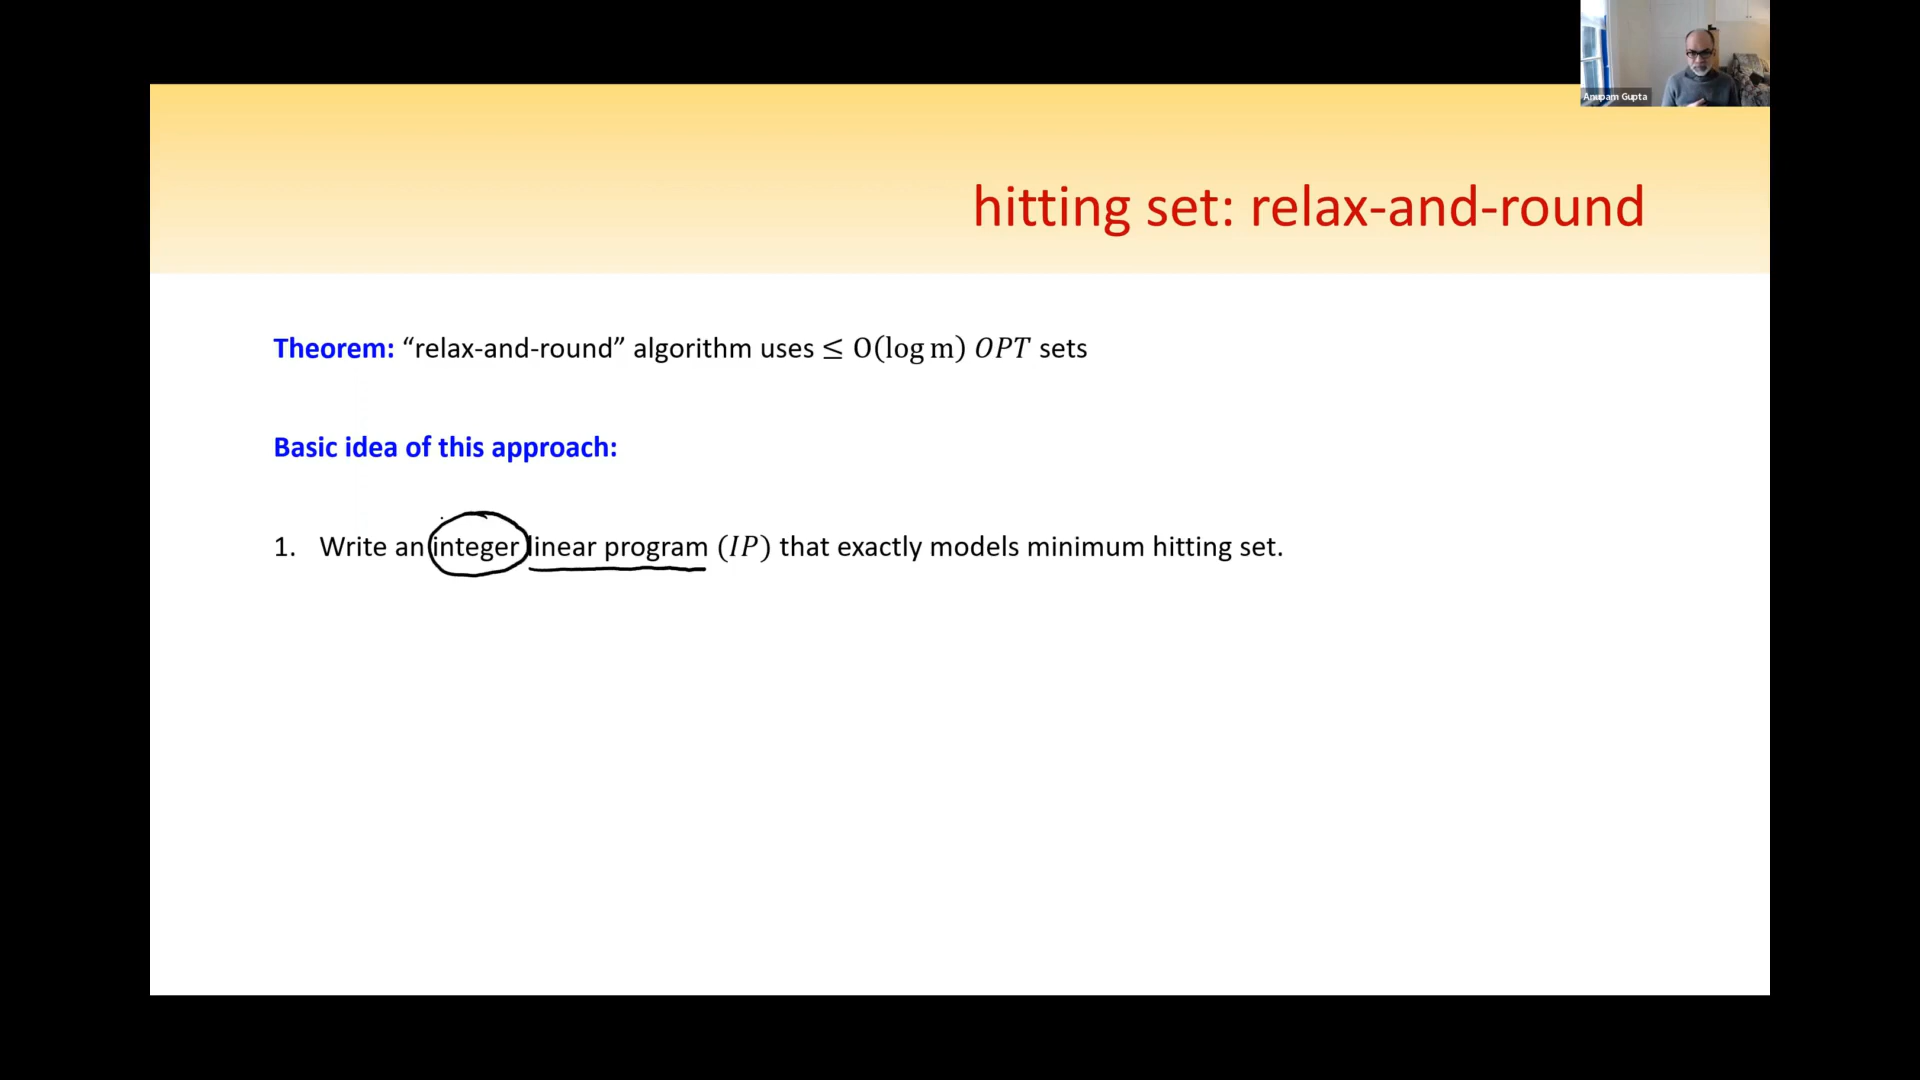 Anupam Gupta
hitting set: relax-and-round
Theorem: “relax-and-round” algorithm uses ≤ O(log m) OPT sets
Basic idea of this approach:
1. Write an integer linear program (IP) that exactly models minimum hitting set.